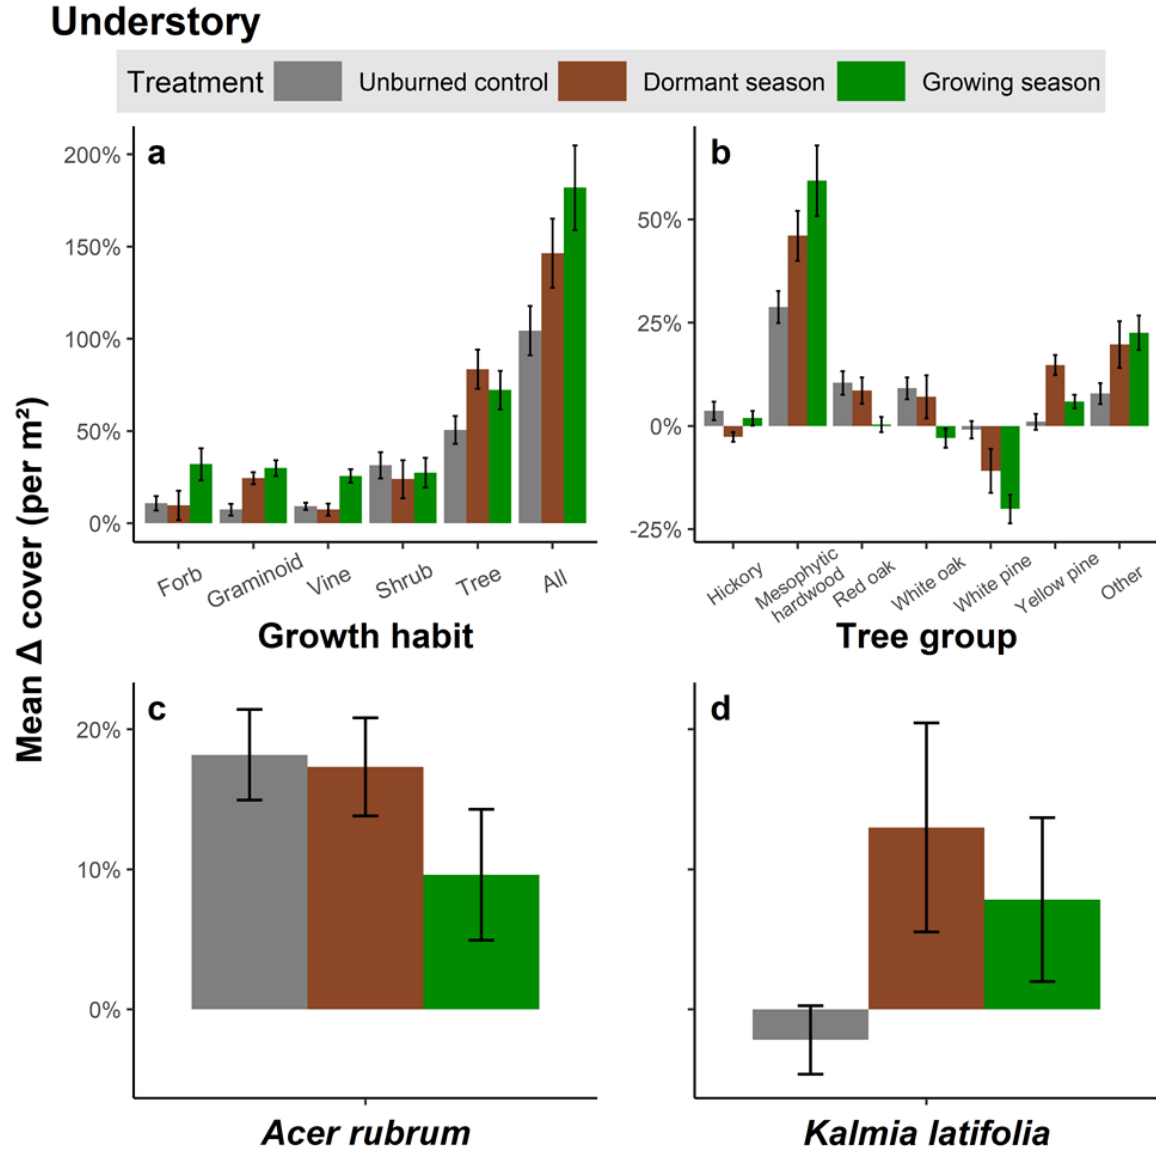 Understory
Treatment Unburned control Dormant season Growing season
Mean Δ cover (per m²)
a
200%
150%
100%
50%
0%
Forb Graminoid Vine Shrub Tree All
Growth habit
b
50%
25%
0%
-25%
Hickory Mesophytic hardwood Red oak White oak White pine Yellow pine Other
Tree group
c
20%
10%
0%
Acer rubrum
d
Kalmia latifolia